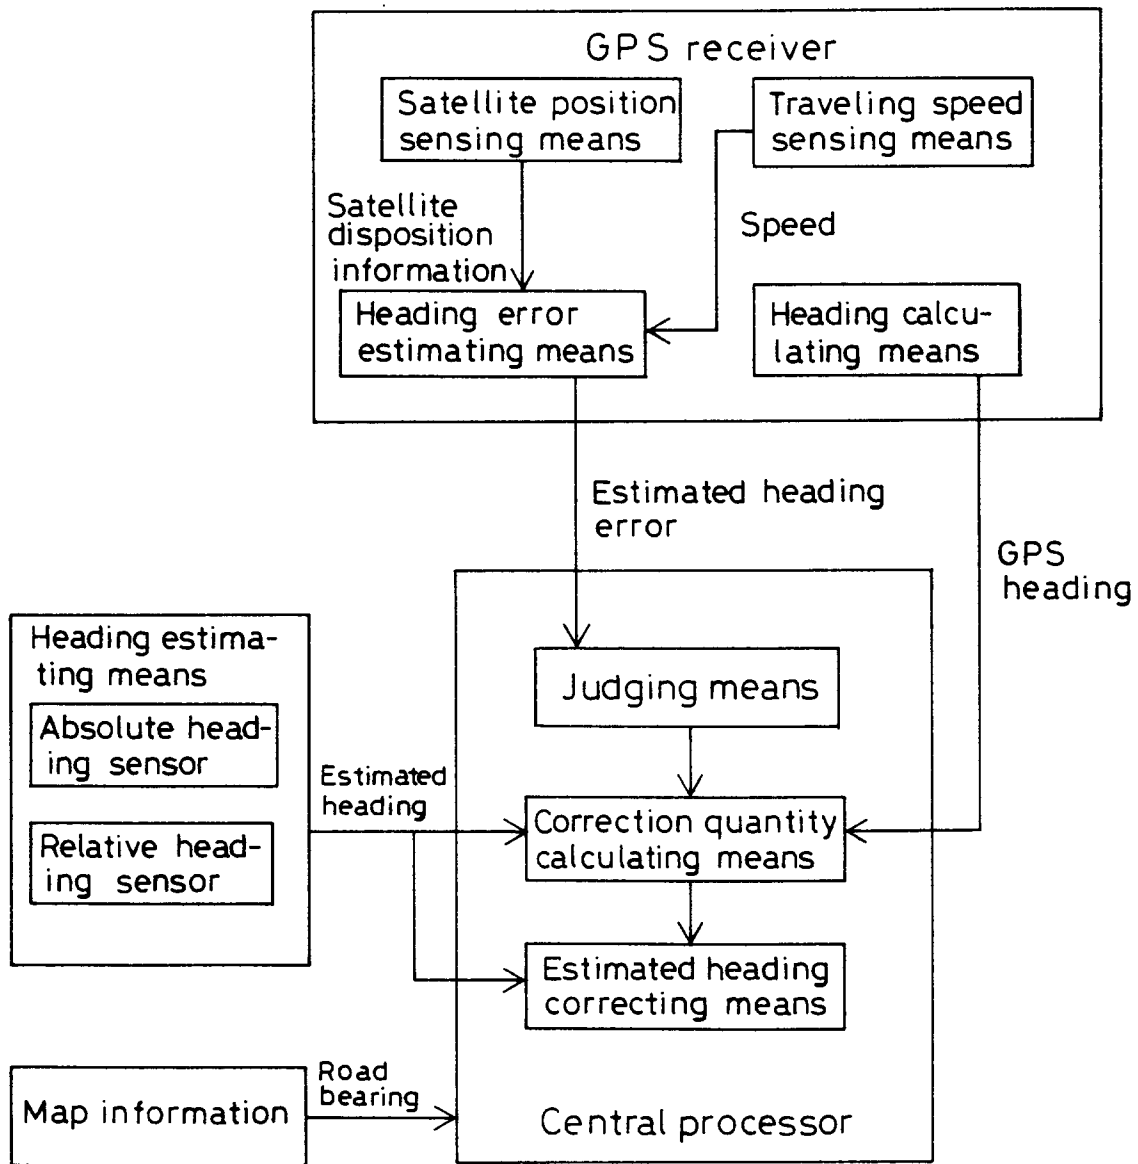 GPS receiver
Satellite position
sensing means
Traveling speed
sensing means
Satellite
disposition
information
Speed
Heading error
estimating means
Heading calcu-
lating means
Estimated heading
error
GPS
heading
Heading estima-
ting means
Absolute head-
ing sensor
Relative head-
ing sensor
Estimated
heading
Judging means
Correction quantity
calculating means
Estimated heading
correcting means
Map information
Road
bearing
Central processor